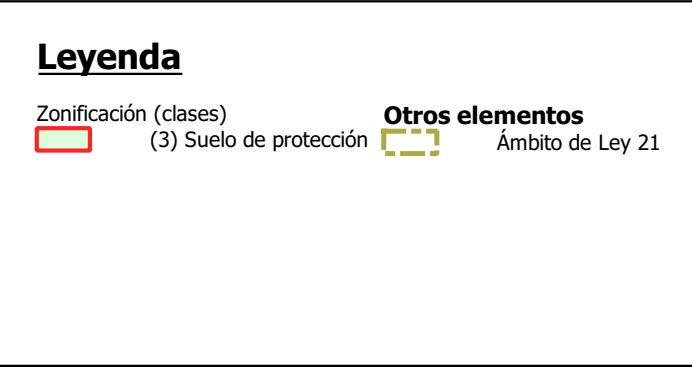 Leyenda
Zonificación (clases)
(3) Suelo de protección
Otros elementos
Ámbito de Ley 21